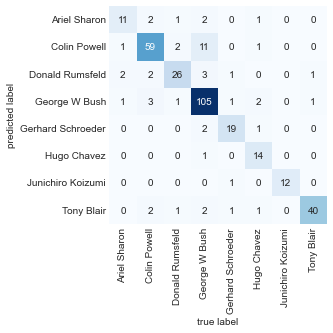 predicted label
Ariel Sharon 11 2 1 2 0 1 0 0
Colin Powell 1 59 2 11 0 1 0 0
Donald Rumsfeld 2 2 26 3 1 0 0 1
George W Bush 1 3 1 105 1 2 0 1
Gerhard Schroeder 0 0 0 2 19 1 0 0
Hugo Chavez 0 0 0 1 0 14 0 0
Junichiro Koizumi 0 0 0 0 1 0 12 0
Tony Blair 0 2 1 2 1 1 0 40
Ariel Sharon
Colin Powell
Donald Rumsfeld
George W Bush
Gerhard Schroeder
Hugo Chavez
Junichiro Koizumi
Tony Blair
true label